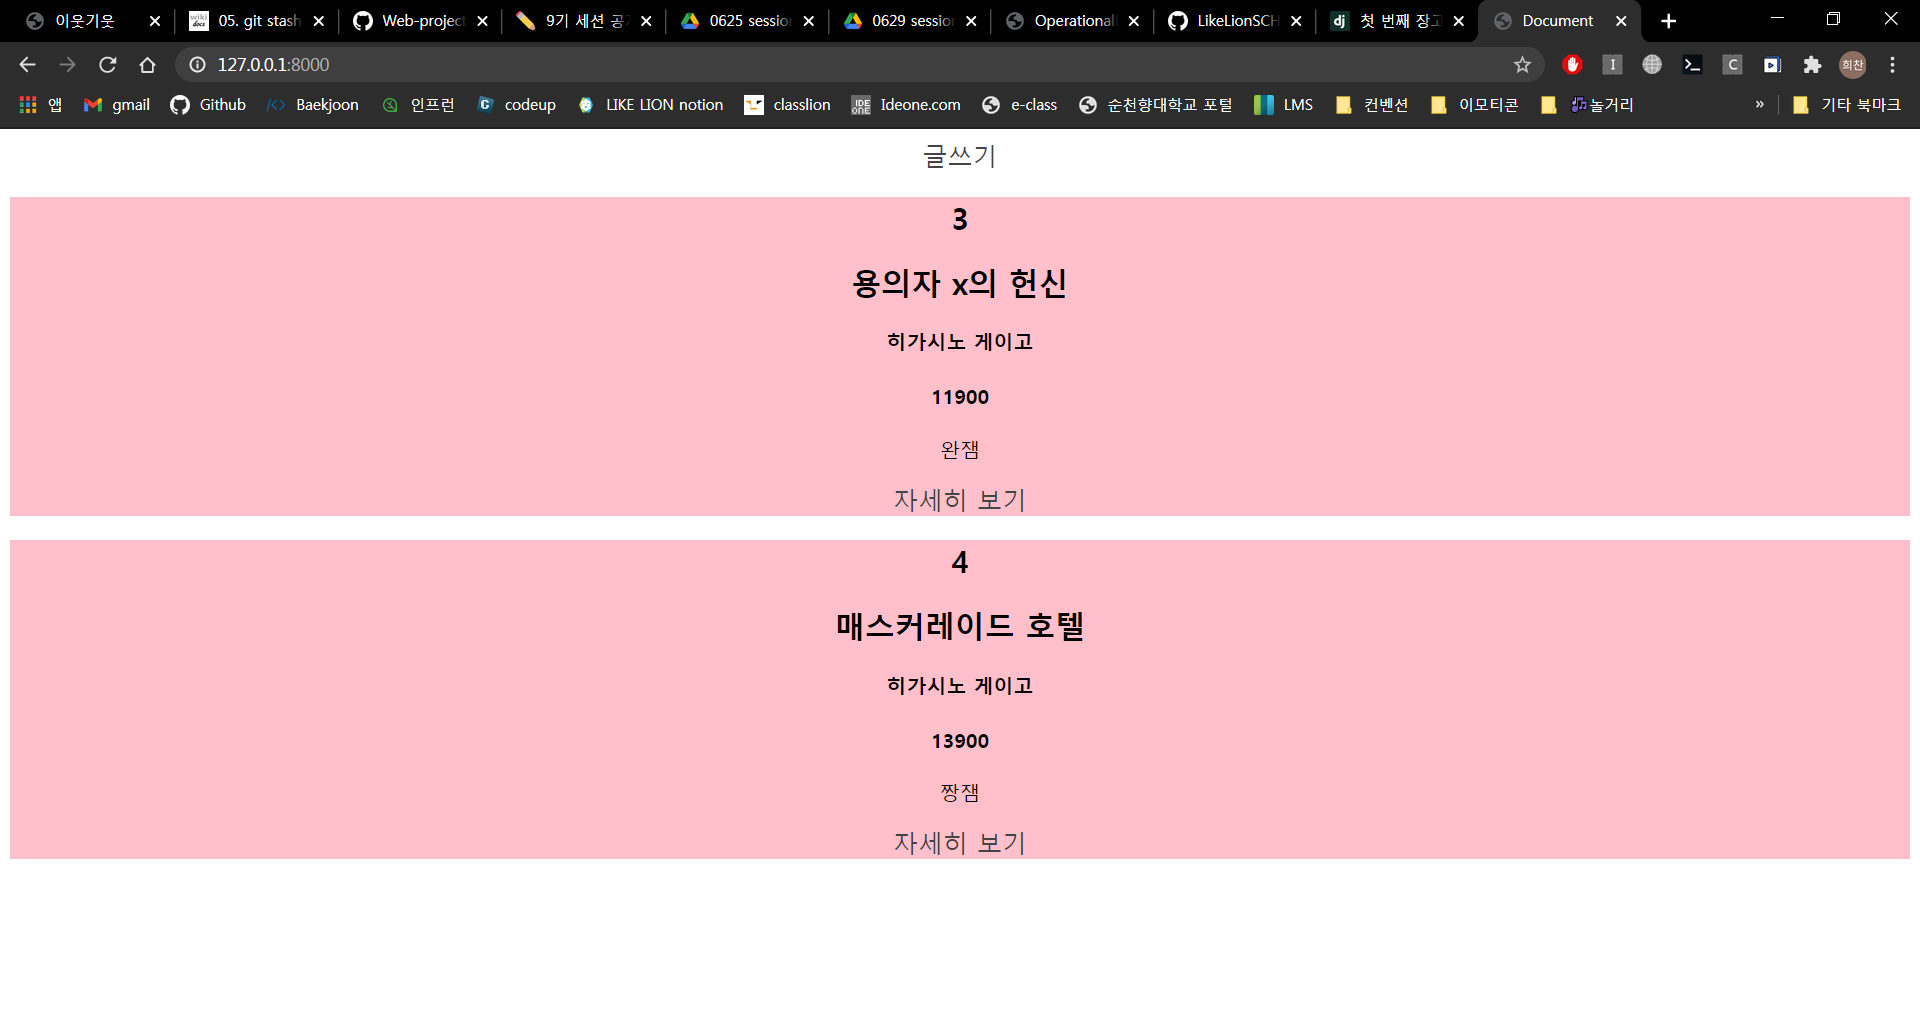 이웃기웃
05. git stash
Web-project
9기 세션 공
0625 session
0629 session
Operational
LikeLionSCH
첫 번째 장고
Document
127.0.0.1:8000
희찬
앱
gmail
Github
Baekjoon
인프런
codeup
LIKE LION notion
classlion
Ideone.com
e-class
순천향대학교 포털
LMS
컨벤션
이모티콘
놀거리
»
기타 북마크
글쓰기
3
용의자 x의 헌신
히가시노 게이고
11900
완잼
자세히 보기
4
매스커레이드 호텔
히가시노 게이고
13900
짱잼
자세히 보기